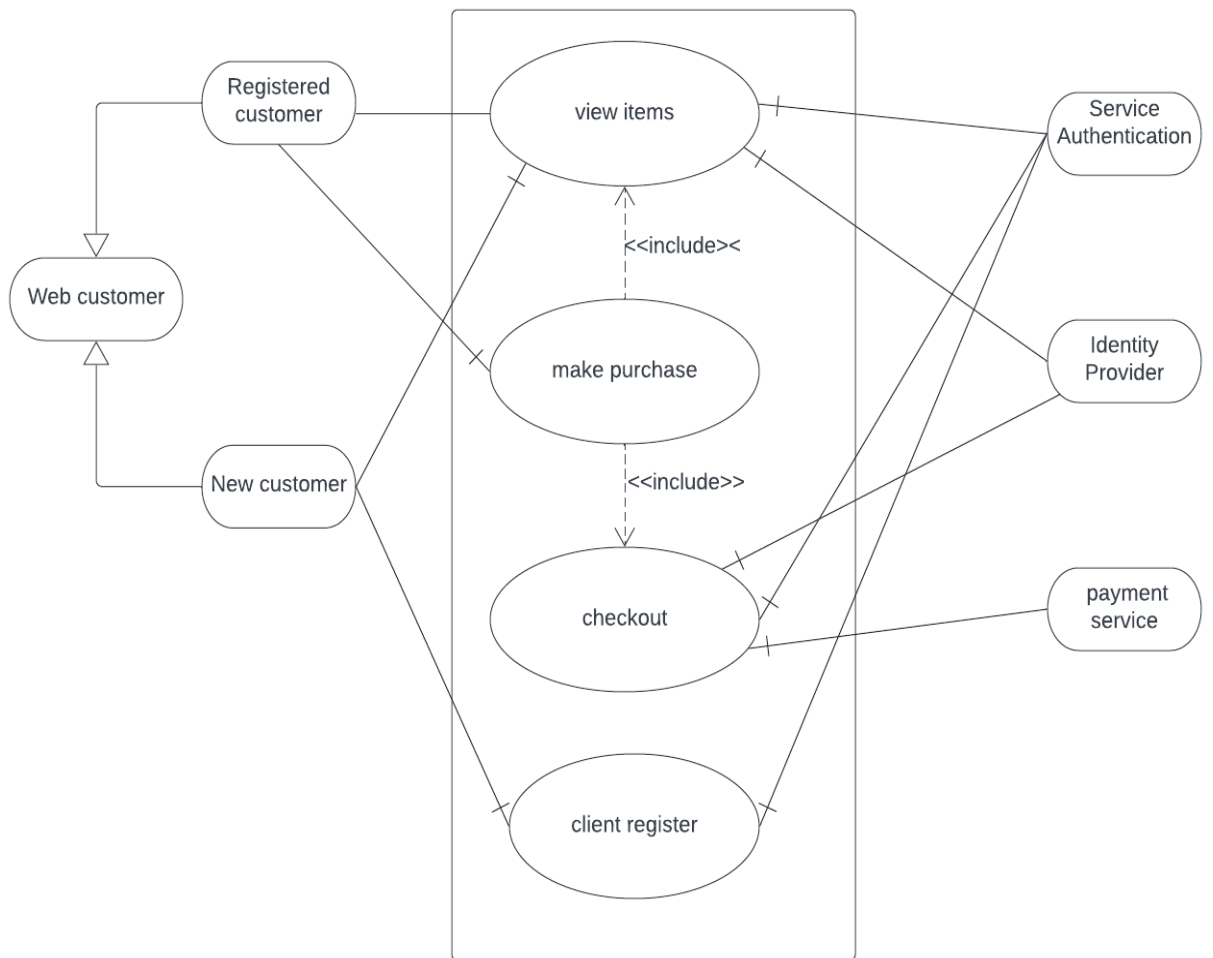 Registered
customer
view items
Service
Authentication
<<include><
Web customer
make purchase
Identity
Provider
New customer
<<include>>
checkout
payment
service
client register